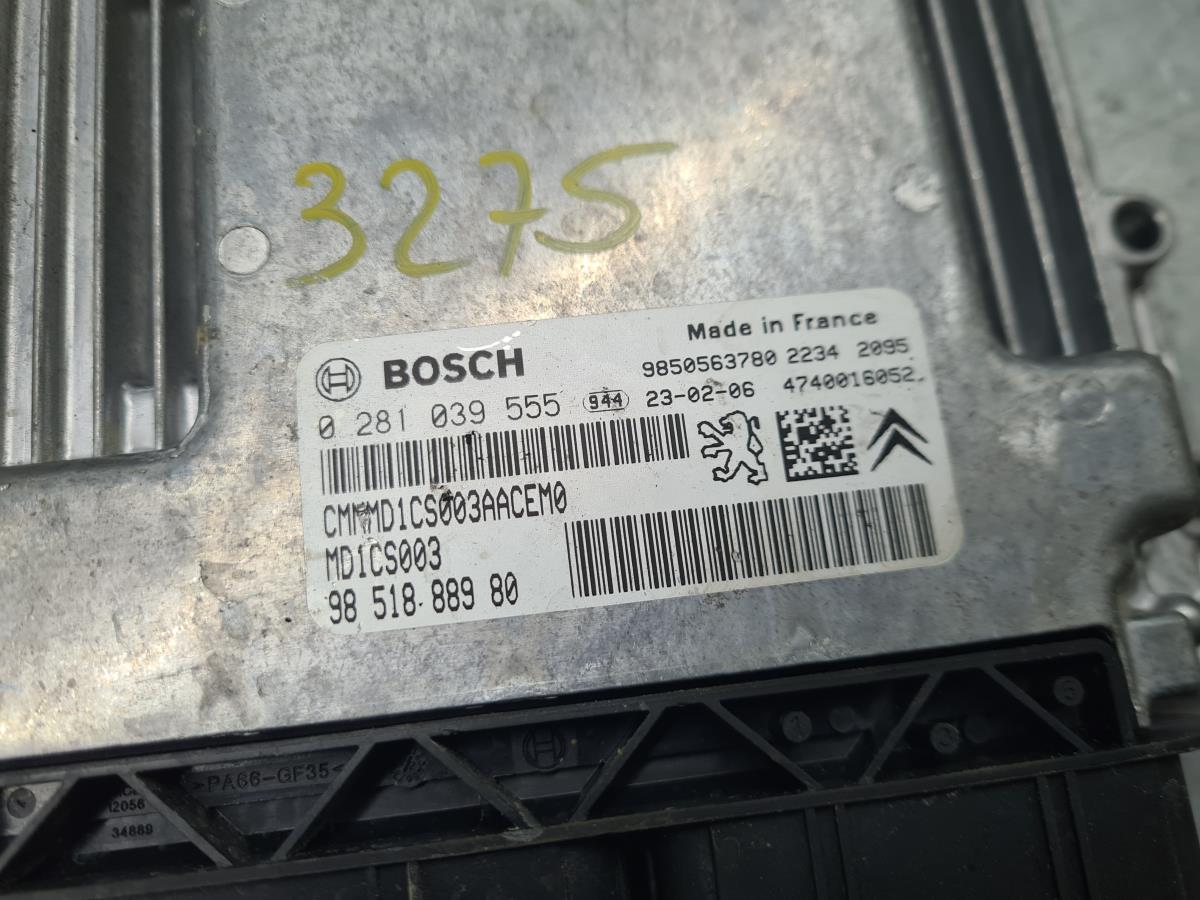 3275
Made in France
BOSCH
9850563780 2234 2095
0 281 039 555 944 23-02-06 4740016052
CMMMD1CS003AACEM0
MD1CS003
98 518 889 80
>PA66-GF35<
12056
34889